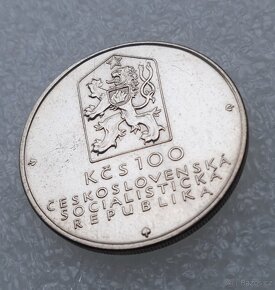 KČS 100
ČESKOSLOVENSKÁ
SOCIALISTICKÁ
REPUBLIKA